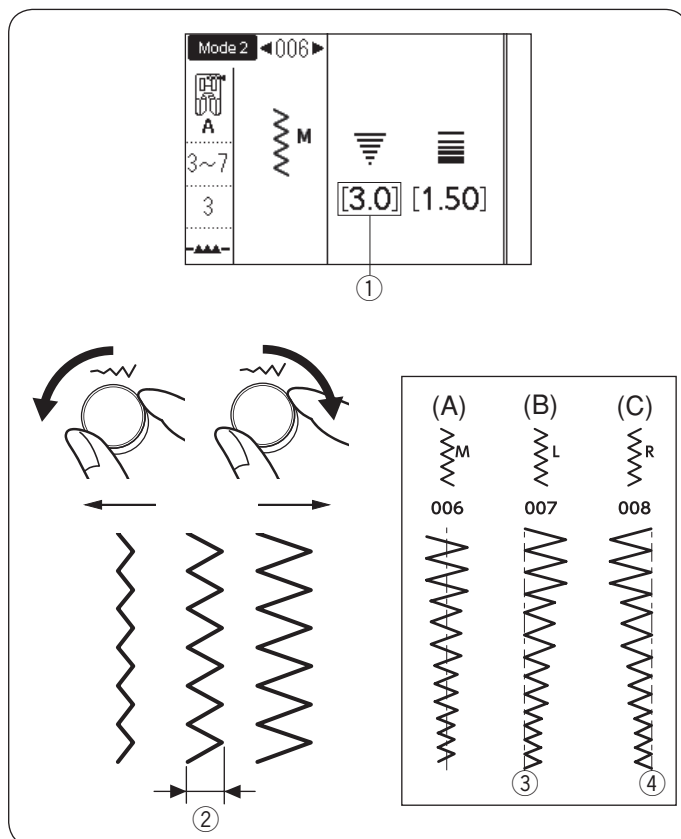 Mode 2 ◀006▶
A
M
3~7
[3.0] [1.50]
3
①
(A) (B) (C)
M L R
006 007 008
②
③ ④